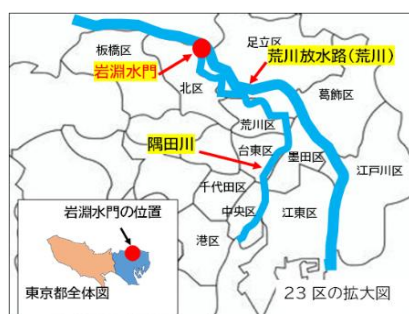 板橋区
足立区
荒川放水路(荒川)
岩淵水門
北区
葛飾区
荒川区
隅田川
台東区
墨田区
江戸川区
千代田区
中央区
江東区
港区
岩淵水門の位置
東京都全体図
23区の拡大図